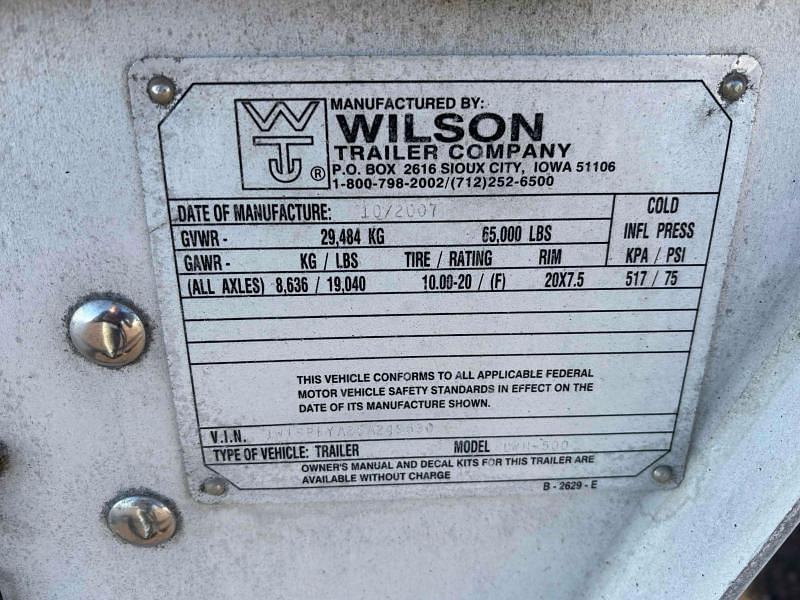 WTC ®
MANUFACTURED BY:
WILSON
TRAILER COMPANY
P.O. BOX 2616 SIOUX CITY, IOWA 51106
1-800-798-2002/(712)252-6500
DATE OF MANUFACTURE: 10/2007
COLD
GVWR - 29,484 KG 65,000 LBS
INFL PRESS
GAWR - KG / LBS TIRE / RATING RIM KPA / PSI
(ALL AXLES) 8,636 / 19,040 10.00-20 / (F) 20X7.5 517 / 75
THIS VEHICLE CONFORMS TO ALL APPLICABLE FEDERAL
MOTOR VEHICLE SAFETY STANDARDS IN EFFECT ON THE
DATE OF ITS MANUFACTURE SHOWN.
V.I.N.
TYPE OF VEHICLE: TRAILER MODEL
OWNER'S MANUAL AND DECAL KITS FOR THIS TRAILER ARE
AVAILABLE WITHOUT CHARGE
B - 2629 - E